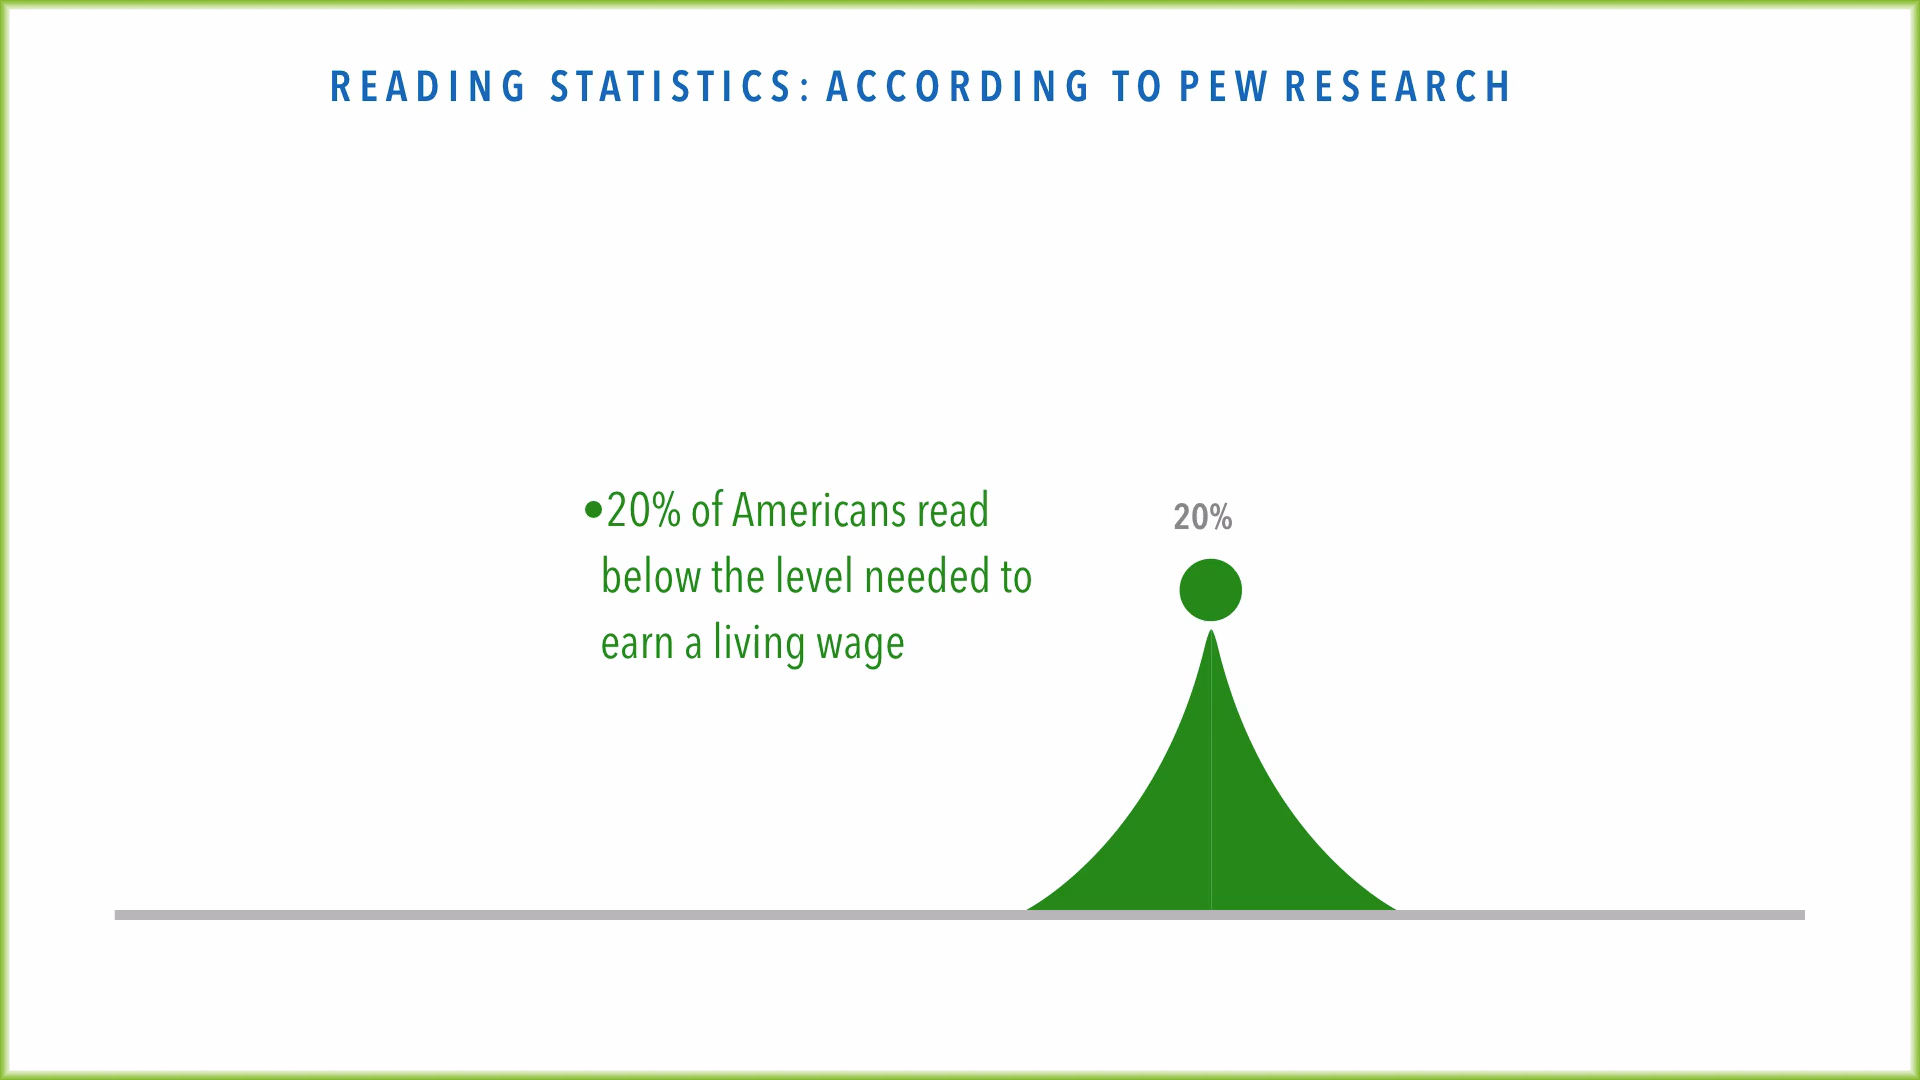 READING STATISTICS: ACCORDING TO PEW RESEARCH
•20% of Americans read
below the level needed to
earn a living wage
20%